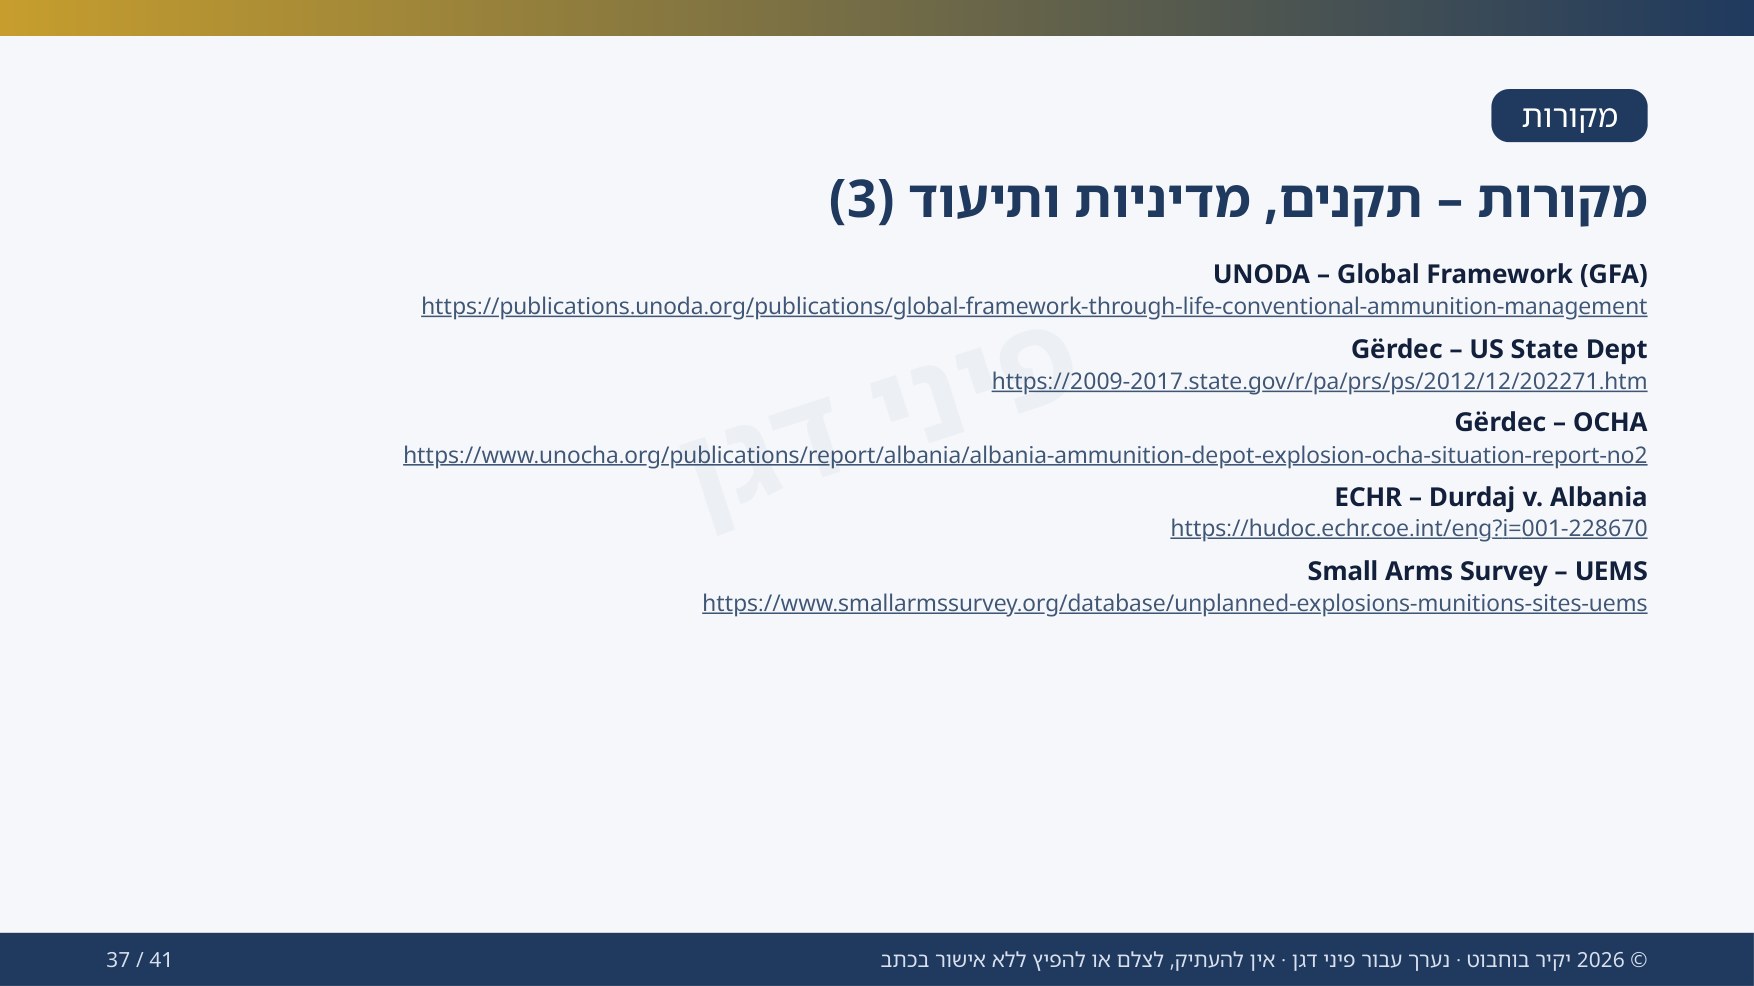 מקורות
מקורות – תקנים, מדיניות ותיעוד (3)
UNODA – Global Framework (GFA)
https://publications.unoda.org/publications/global-framework-through-life-conventional-ammunition-management
Gërdec – US State Dept
https://2009-2017.state.gov/r/pa/prs/ps/2012/12/202271.htm
Gërdec – OCHA
https://www.unocha.org/publications/report/albania/albania-ammunition-depot-explosion-ocha-situation-report-no2
ECHR – Durdaj v. Albania
https://hudoc.echr.coe.int/eng?i=001-228670
Small Arms Survey – UEMS
https://www.smallarmssurvey.org/database/unplanned-explosions-munitions-sites-uems
פיני דגן
© 2026 יקיר בוחבוט · נערך עבור פיני דגן · אין להעתיק, לצלם או להפיץ ללא אישור בכתב
37 / 41